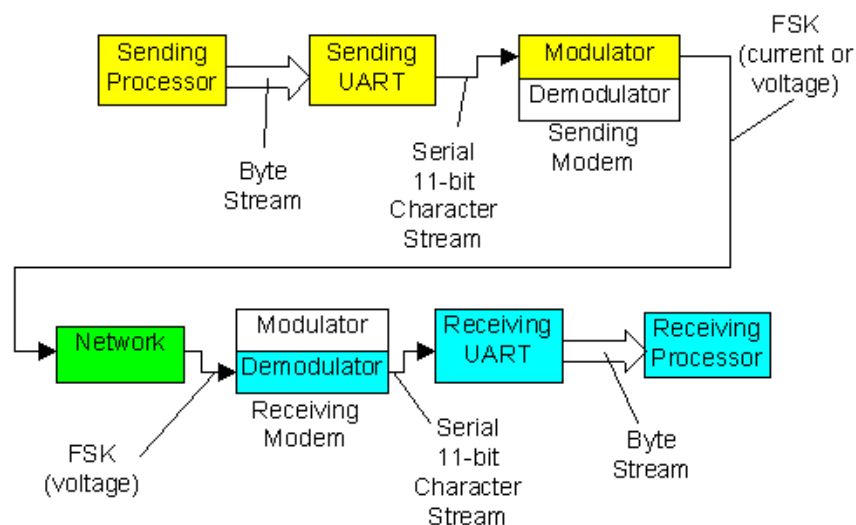 Sending
Processor
Sending
UART
Modulator
Demodulator
Sending
Modem
FSK
(current or
voltage)
Byte
Stream
Serial
11-bit
Character
Stream
Network
Modulator
Demodulator
Receiving
Modem
Receiving
UART
Receiving
Processor
FSK
(voltage)
Serial
11-bit
Character
Stream
Byte
Stream